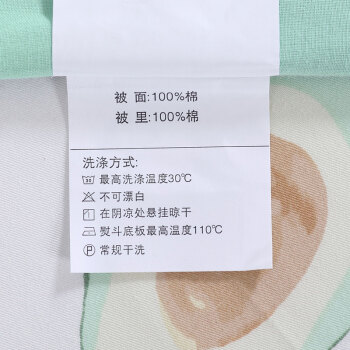 被 面:100%棉
被 里:100%棉
洗涤方式:
最高洗涤温度30℃
不可漂白
在阴凉处悬挂晾干
熨斗底板最高温度110℃
Ⓟ 常规干洗